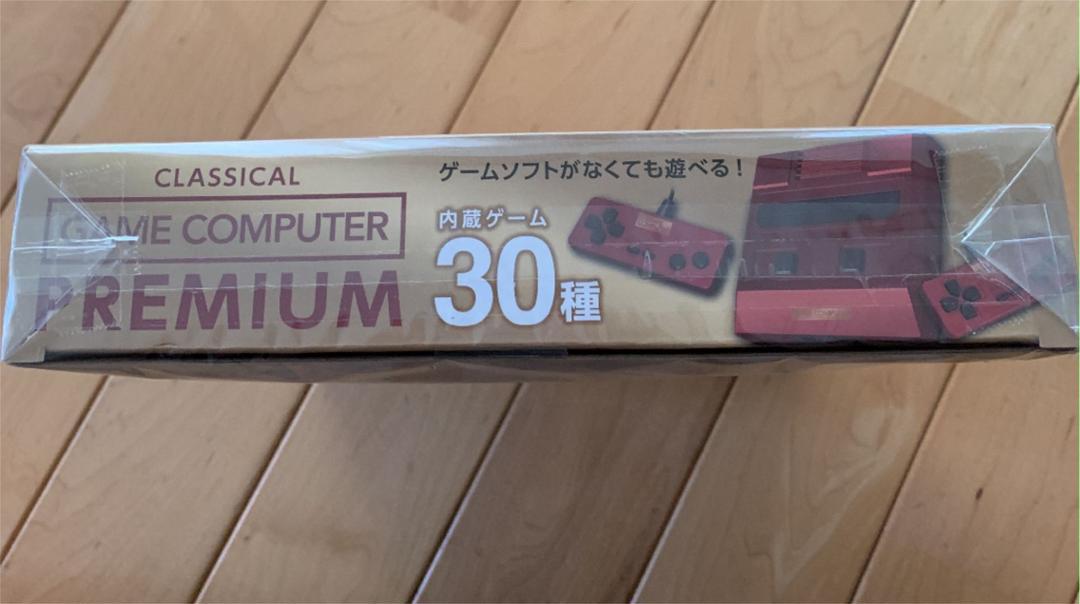 CLASSICAL
GAME COMPUTER
PREMIUM
ゲームソフトがなくても遊べる！
内蔵ゲーム
30種